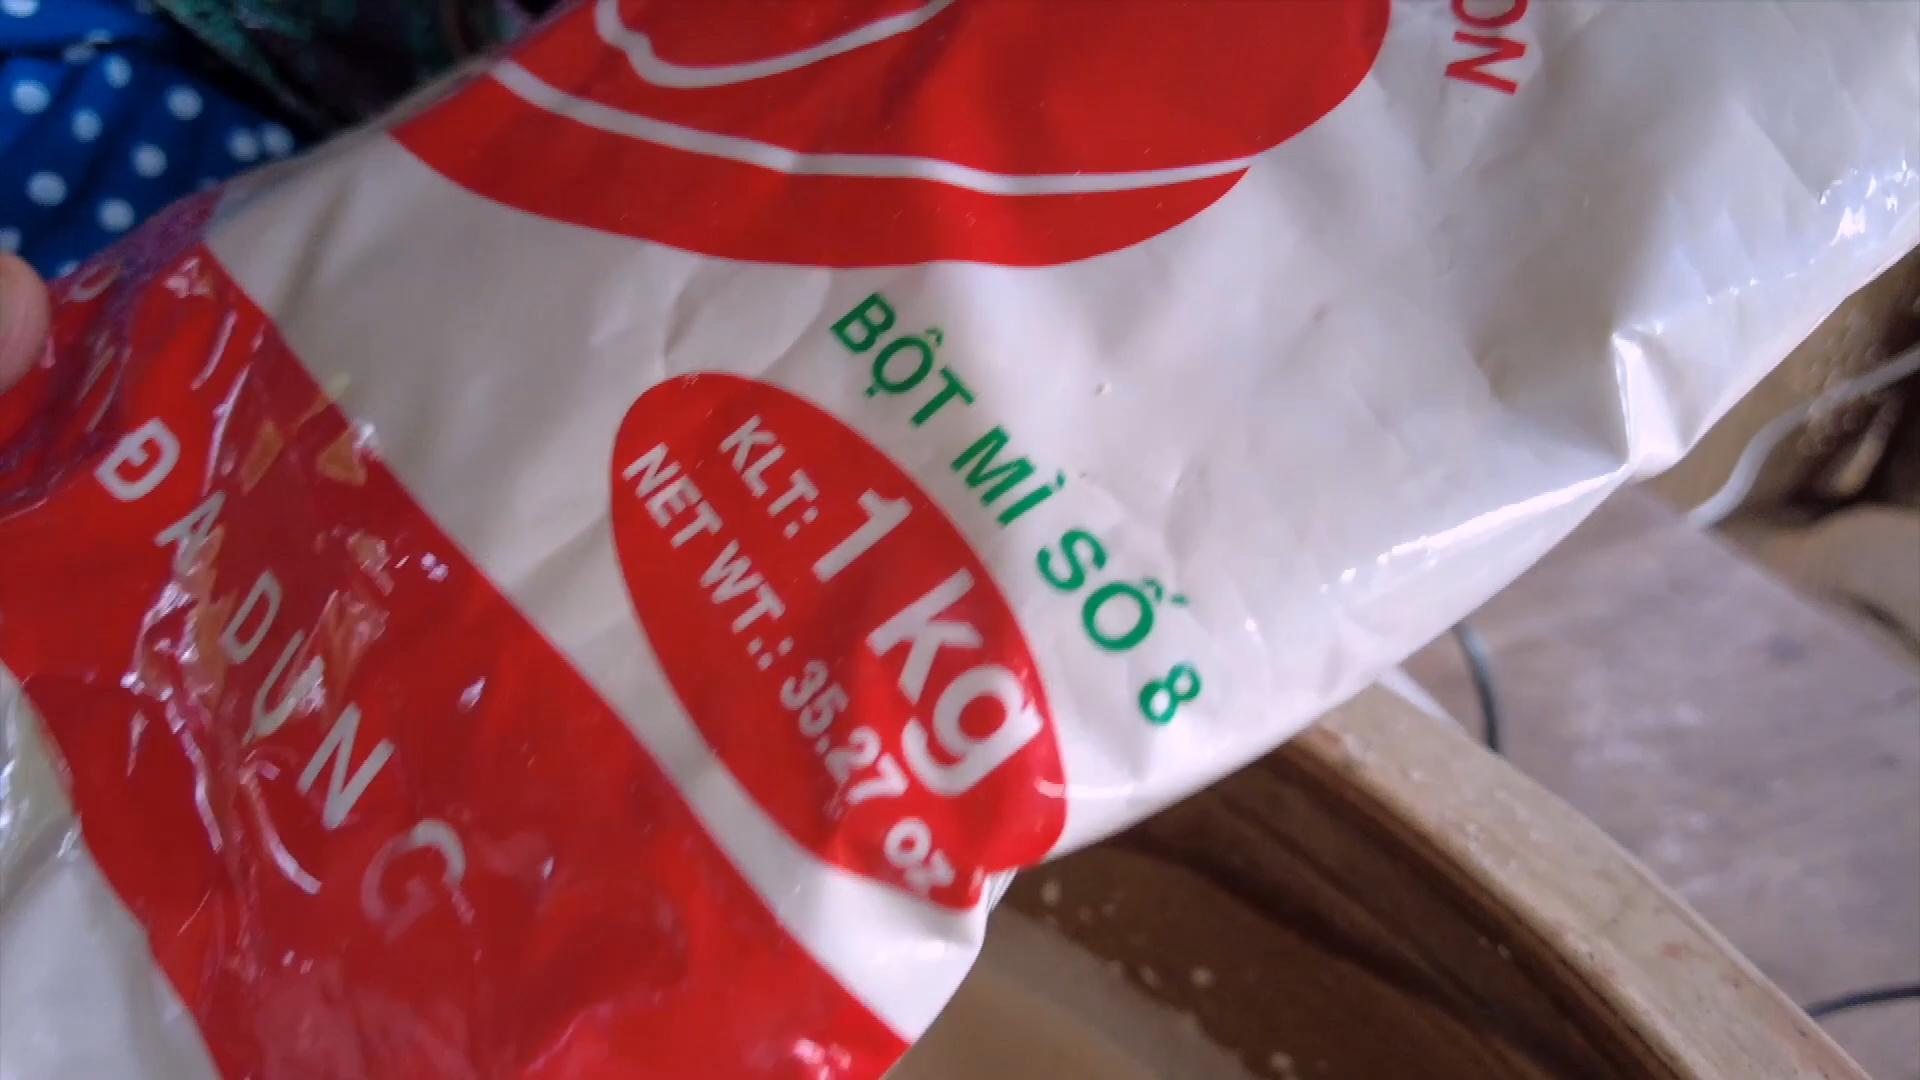 BỘT MÌ SỐ 8
KLT: 1 kg
NET WT.: 35.27 oz
ĐA DỤNG